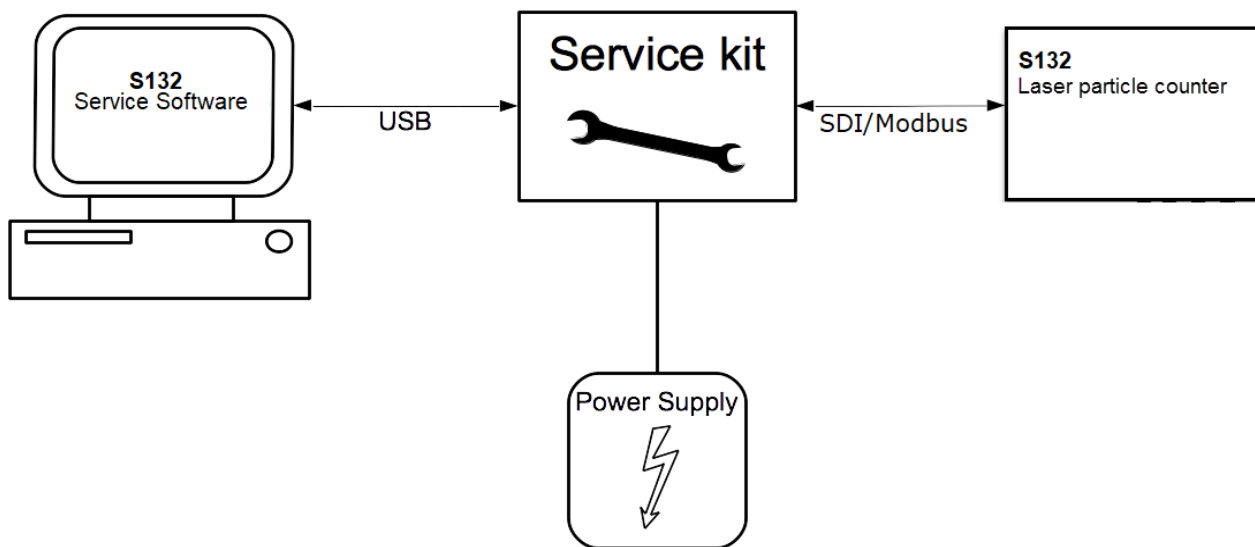 S132
Service Software
USB
Service kit
SDI/Modbus
S132
Laser particle counter
Power Supply